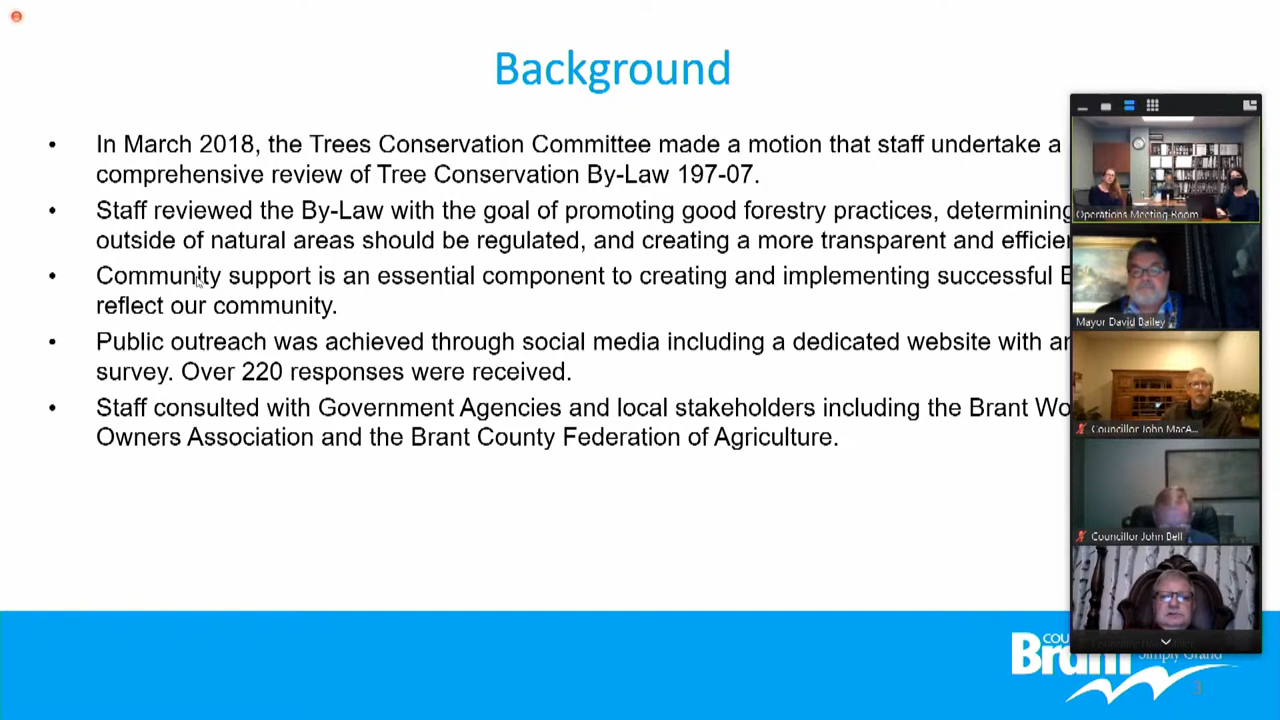 Background
• In March 2018, the Trees Conservation Committee made a motion that staff undertake a
comprehensive review of Tree Conservation By-Law 197-07.
• Staff reviewed the By-Law with the goal of promoting good forestry practices, determining
outside of natural areas should be regulated, and creating a more transparent and efficien
• Community support is an essential component to creating and implementing successful
reflect our community.
• Public outreach was achieved through social media including a dedicated website with an
survey. Over 220 responses were received.
• Staff consulted with Government Agencies and local stakeholders including the Brant Wo
Owners Association and the Brant County Federation of Agriculture.
Operations Meeting Room
Mayor David Bailey
Councillor John MacA...
Councillor John Bell
COU
Brant Simply Grand
3